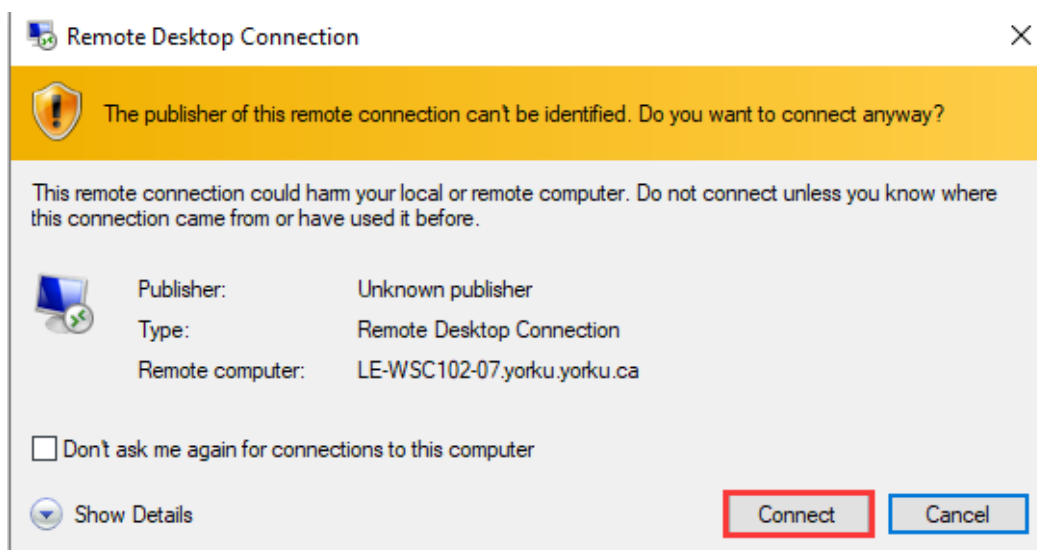 Remote Desktop Connection
The publisher of this remote connection can't be identified. Do you want to connect anyway?
This remote connection could harm your local or remote computer. Do not connect unless you know where
this connection came from or have used it before.
Publisher: Unknown publisher
Type: Remote Desktop Connection
Remote computer: LE-WSC102-07.yorku.yorku.ca
Don't ask me again for connections to this computer
Show Details Connect Cancel